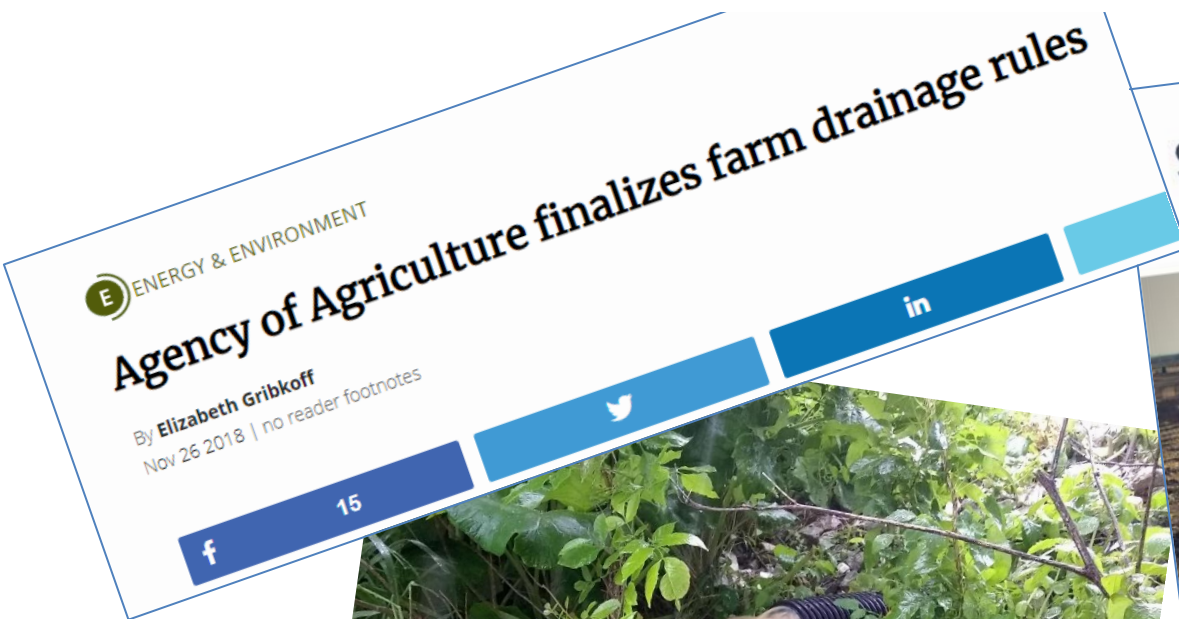 E ENERGY & ENVIRONMENT
Agency of Agriculture finalizes farm drainage rules
By Elizabeth Gribkoff
Nov 26 2018 | no reader footnotes
f 15
in